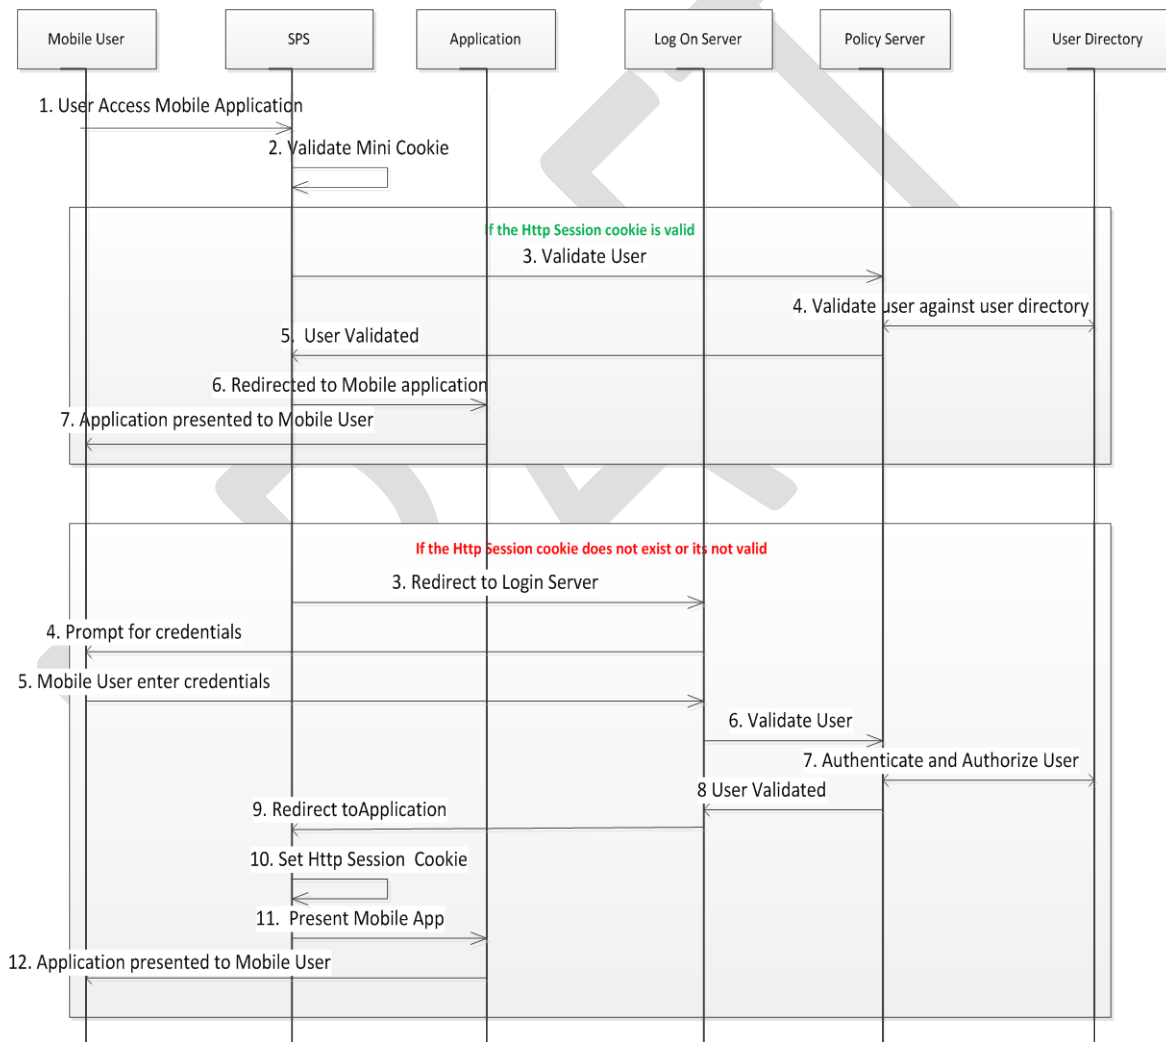 Mobile User
SPS
Application
Log On Server
Policy Server
User Directory
1. User Access Mobile Application
2. Validate Mini Cookie
If the Http Session cookie is valid
3. Validate User
4. Validate user against user directory
5. User Validated
6. Redirected to Mobile application
7. Application presented to Mobile User
If the Http Session cookie does not exist or its not valid
3. Redirect to Login Server
4. Prompt for credentials
5. Mobile User enter credentials
6. Validate User
7. Authenticate and Authorize User
8 User Validated
9. Redirect toApplication
10. Set Http Session Cookie
11. Present Mobile App
12. Application presented to Mobile User